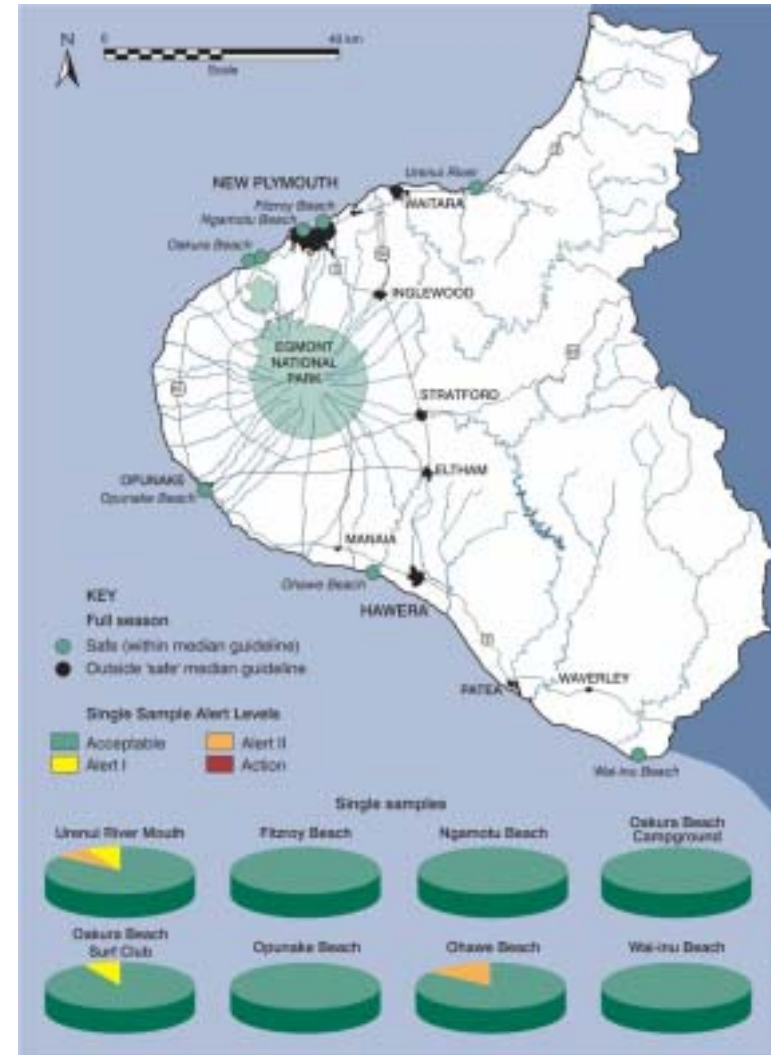 N
0
40 km
Scale
Urenui River
NEW PLYMOUTH
WAITARA
Fitzroy Beach
Ngamotu Beach
Oakura Beach
INGLEWOOD
EGMONT
NATIONAL
PARK
STRATFORD
ELTHAM
OPUNAKE
Opunake Beach
MANAIA
Ohawe Beach
HAWERA
KEY
Full season
Safe (within median guideline)
Outside 'safe' median guideline
PATEA
WAVERLEY
Single Sample Alert Levels
Acceptable
Alert II
Alert I
Action
Wai-inu Beach
Single samples
Urenui River Mouth
Fitzroy Beach
Ngamotu Beach
Oakura Beach
Campground
Oakura Beach
Surf Club
Opunake Beach
Ohawe Beach
Wai-inu Beach